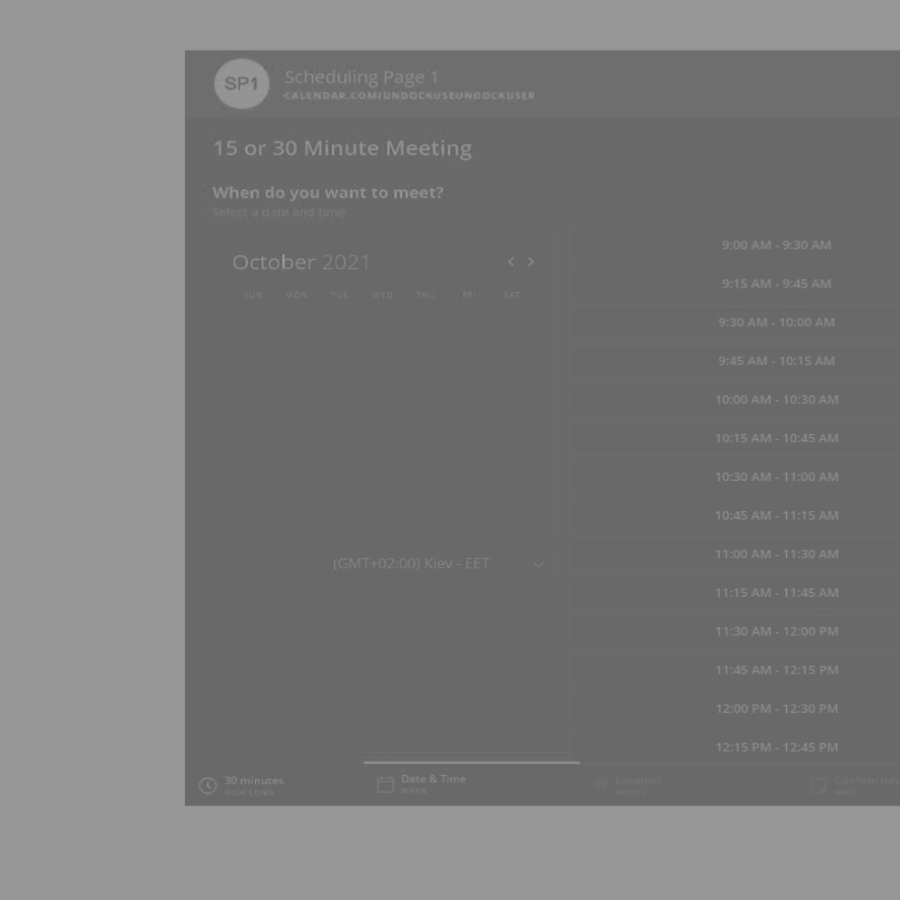 SP1
Scheduling Page 1
CALENDAR.COM/UNDOCKUSEUNDOCKUSER
15 or 30 Minute Meeting
When do you want to meet?
Select a date and time
October 2021
SUN MON TUE WED THU FRI SAT
(GMT+02:00) Kiev - EET
9:00 AM - 9:30 AM
9:15 AM - 9:45 AM
9:30 AM - 10:00 AM
9:45 AM - 10:15 AM
10:00 AM - 10:30 AM
10:15 AM - 10:45 AM
10:30 AM - 11:00 AM
10:45 AM - 11:15 AM
11:00 AM - 11:30 AM
11:15 AM - 11:45 AM
11:30 AM - 12:00 PM
11:45 AM - 12:15 PM
12:00 PM - 12:30 PM
12:15 PM - 12:45 PM
30 minutes
HOW LONG
Date & Time
WHEN
Location
WHERE
Confirm